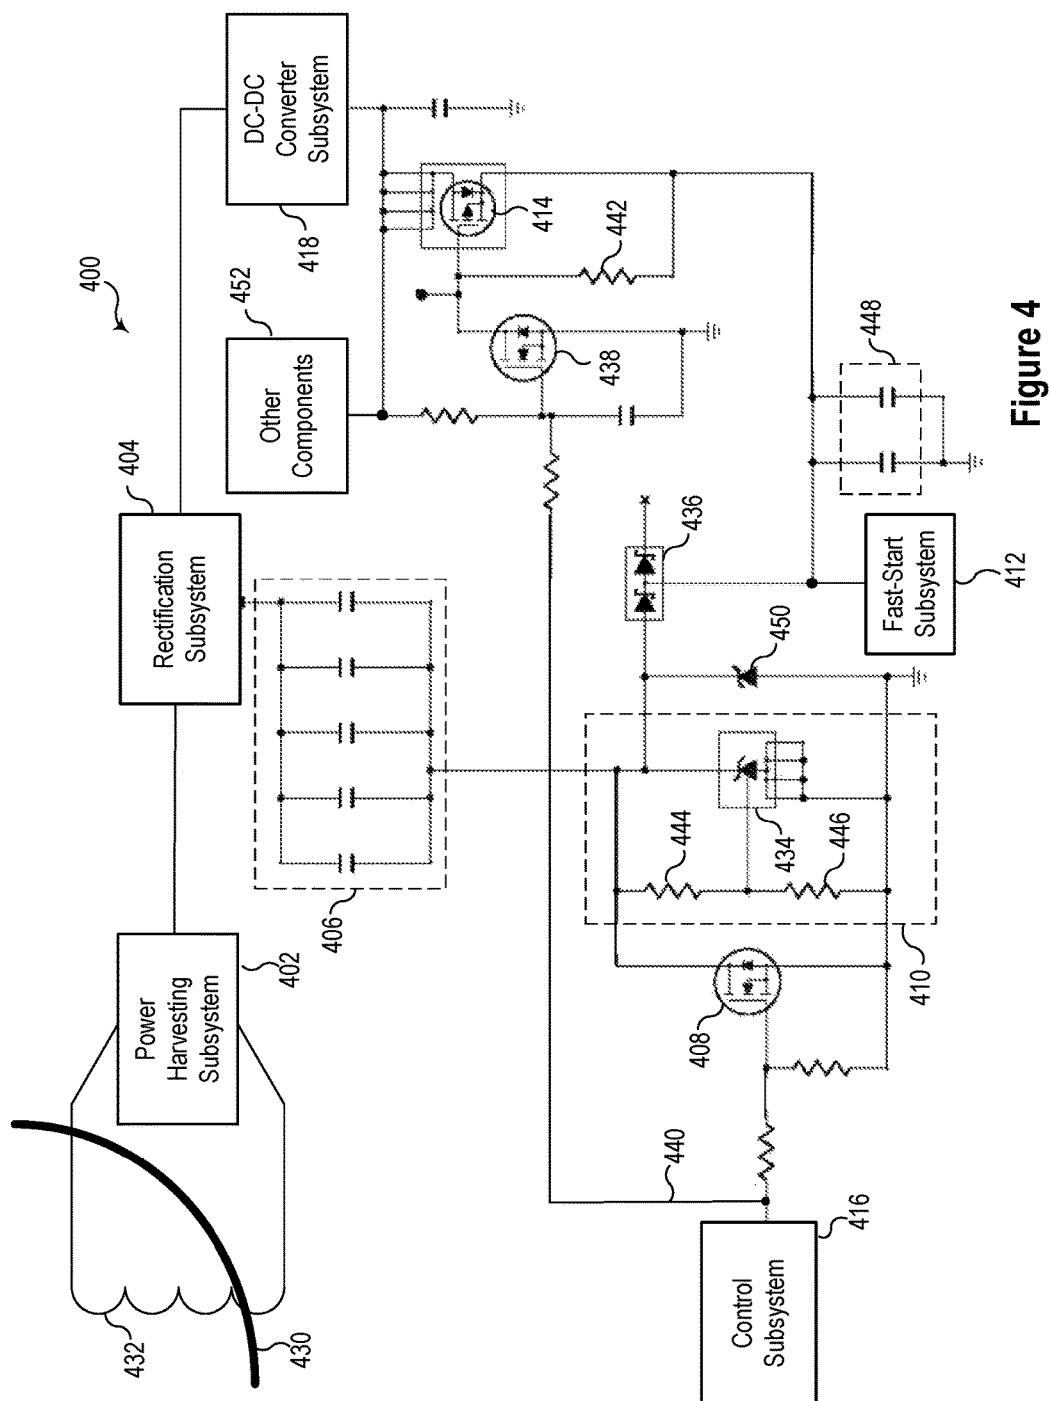 400
432
430
Power
Harvesting
Subsystem
402
Rectification
Subsystem
404
DC-DC
Converter
Subsystem
418
Other
Components
452
406
414
442
438
436
448
450
Fast-Start
Subsystem
412
444
434
446
410
408
440
Control
Subsystem
416
Figure 4